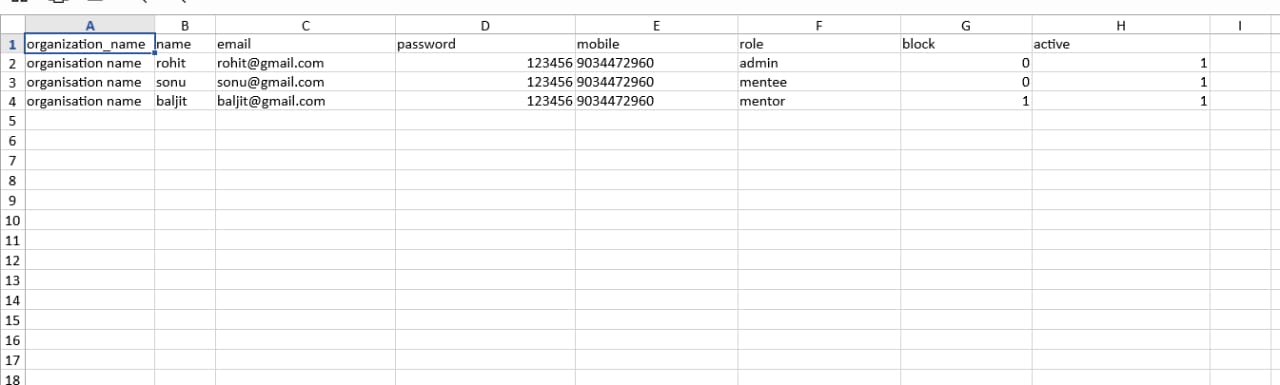 A B C D E F G H I
1 organization_name name email password mobile role block active
2 organisation name rohit rohit@gmail.com 123456 9034472960 admin 0 1
3 organisation name sonu sonu@gmail.com 123456 9034472960 mentee 0 1
4 organisation name baljit baljit@gmail.com 123456 9034472960 mentor 1 1
5
6
7
8
9
10
11
12
13
14
15
16
17
18